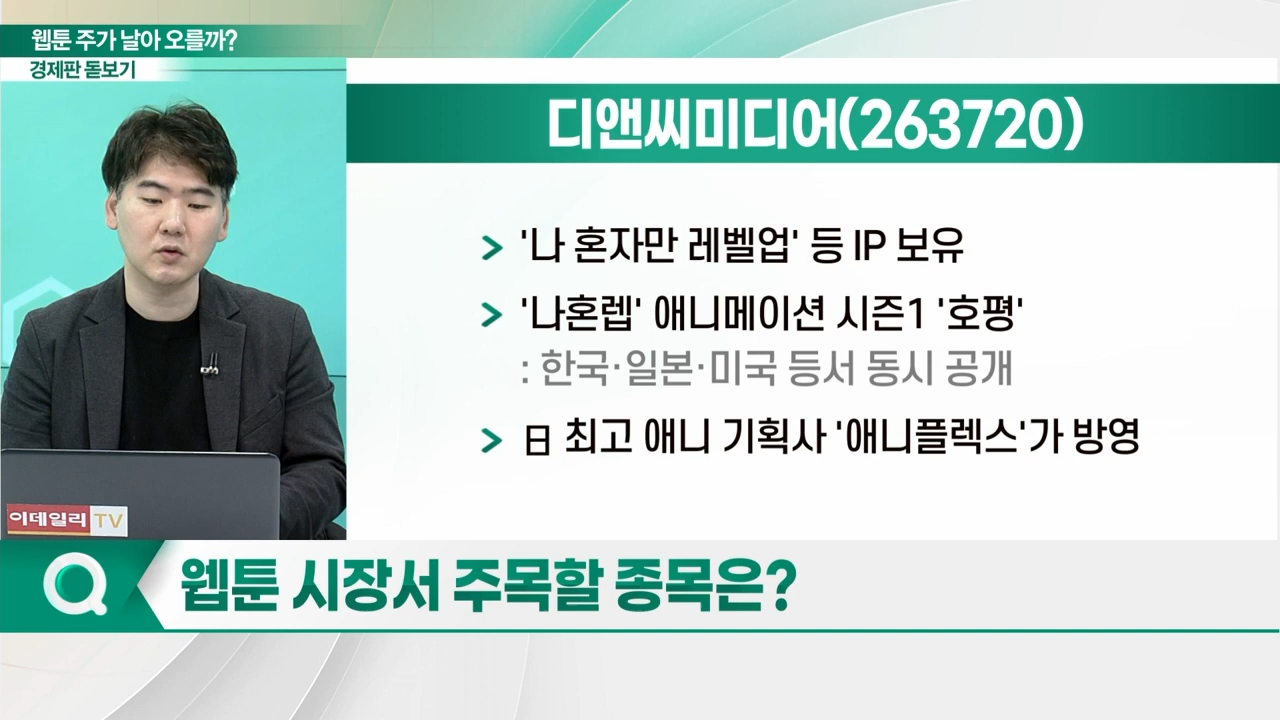 웹툰 주가 날아 오를까?
경제판 돋보기
디앤씨미디어(263720)
'나 혼자만 레벨업' 등 IP 보유
'나혼렙' 애니메이션 시즌1 '호평'
: 한국·일본·미국 등서 동시 공개
日 최고 애니 기획사 '애니플렉스'가 방영
이데일리 TV
Q 웹툰 시장서 주목할 종목은?